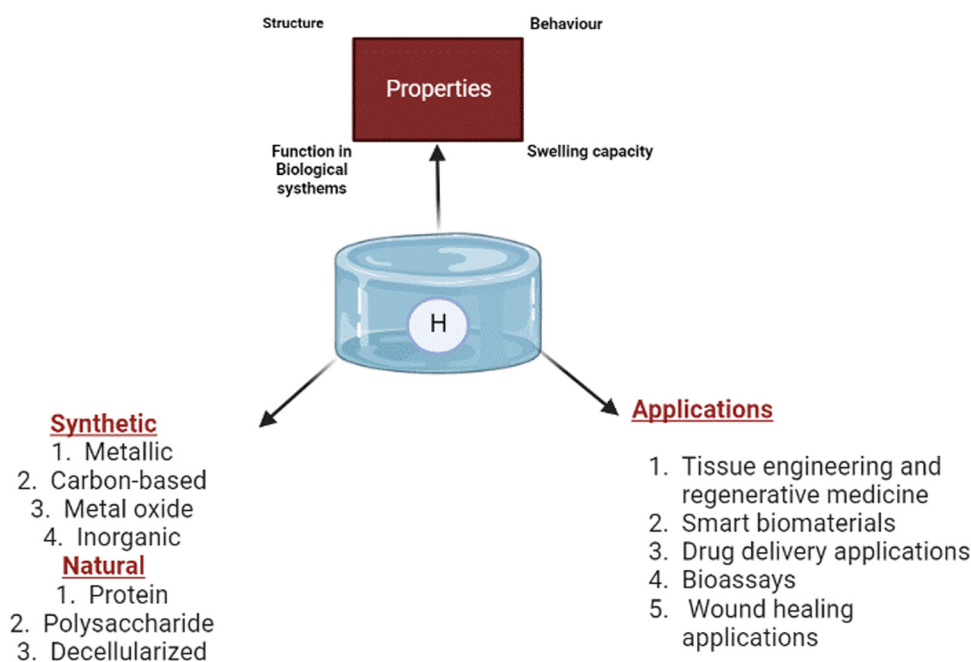 Structure
Behaviour
Properties
Function in
Biological
systhems
Swelling capacity
H
Synthetic
1. Metallic
2. Carbon-based
3. Metal oxide
4. Inorganic
Natural
1. Protein
2. Polysaccharide
3. Decellularized
Applications
1. Tissue engineering and
regenerative medicine
2. Smart biomaterials
3. Drug delivery applications
4. Bioassays
5. Wound healing
applications